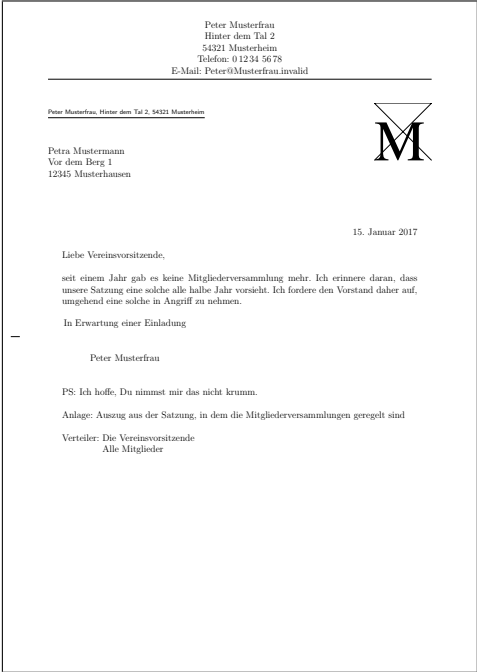 Peter Musterfrau
Hinter dem Tal 2
54321 Musterheim
Telefon: 0 12 34 56 78
E-Mail: Peter@Musterfrau.invalid
Peter Musterfrau, Hinter dem Tal 2, 54321 Musterheim
M
Petra Mustermann
Vor dem Berg 1
12345 Musterhausen
15. Januar 2017
Liebe Vereinsvorsitzende,
seit einem Jahr gab es keine Mitgliederversammlung mehr. Ich erinnere daran, dass
unsere Satzung eine solche alle halbe Jahr vorsieht. Ich fordere den Vorstand daher auf,
umgehend eine solche in Angriff zu nehmen.
In Erwartung einer Einladung
Peter Musterfrau
PS: Ich hoffe, Du nimmst mir das nicht krumm.
Anlage: Auszug aus der Satzung, in dem die Mitgliederversammlungen geregelt sind
Verteiler: Die Vereinsvorsitzende
Alle Mitglieder